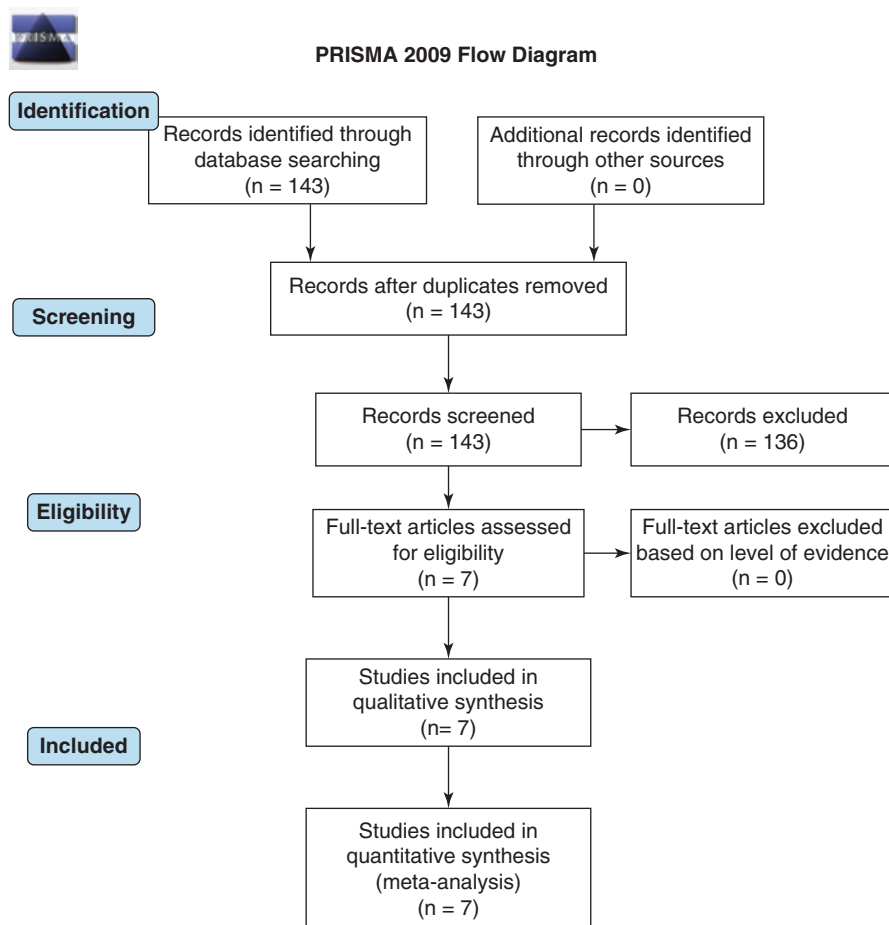 PRISMA
PRISMA 2009 Flow Diagram
Identification
Records identified through
database searching
(n = 143)
Additional records identified
through other sources
(n = 0)
Records after duplicates removed
(n = 143)
Screening
Records screened
(n = 143)
Records excluded
(n = 136)
Eligibility
Full-text articles assessed
for eligibility
(n = 7)
Full-text articles excluded
based on level of evidence
(n = 0)
Studies included in
qualitative synthesis
(n= 7)
Included
Studies included in
quantitative synthesis
(meta-analysis)
(n = 7)